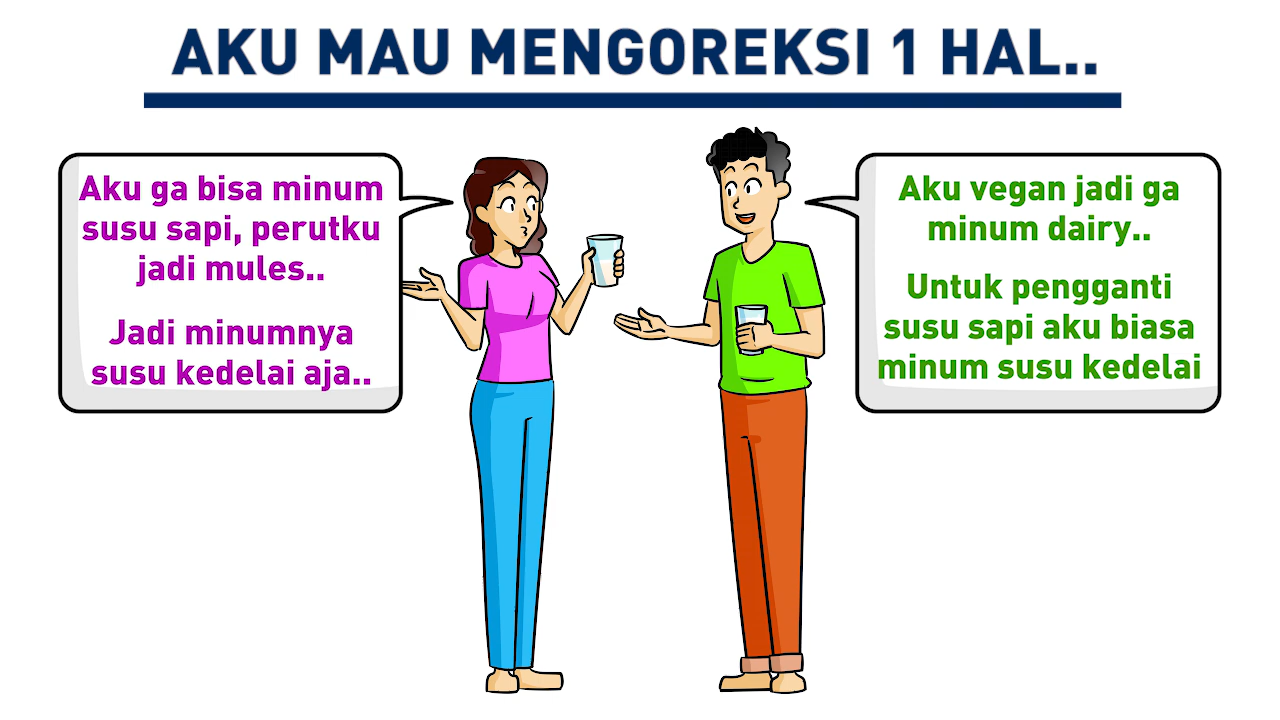 AKU MAU MENGOREKSI 1 HAL..
Aku ga bisa minum
susu sapi, perutku
jadi mules..
Jadi minumnya
susu kedelai aja..
Aku vegan jadi ga
minum dairy..
Untuk pengganti
susu sapi aku biasa
minum susu kedelai